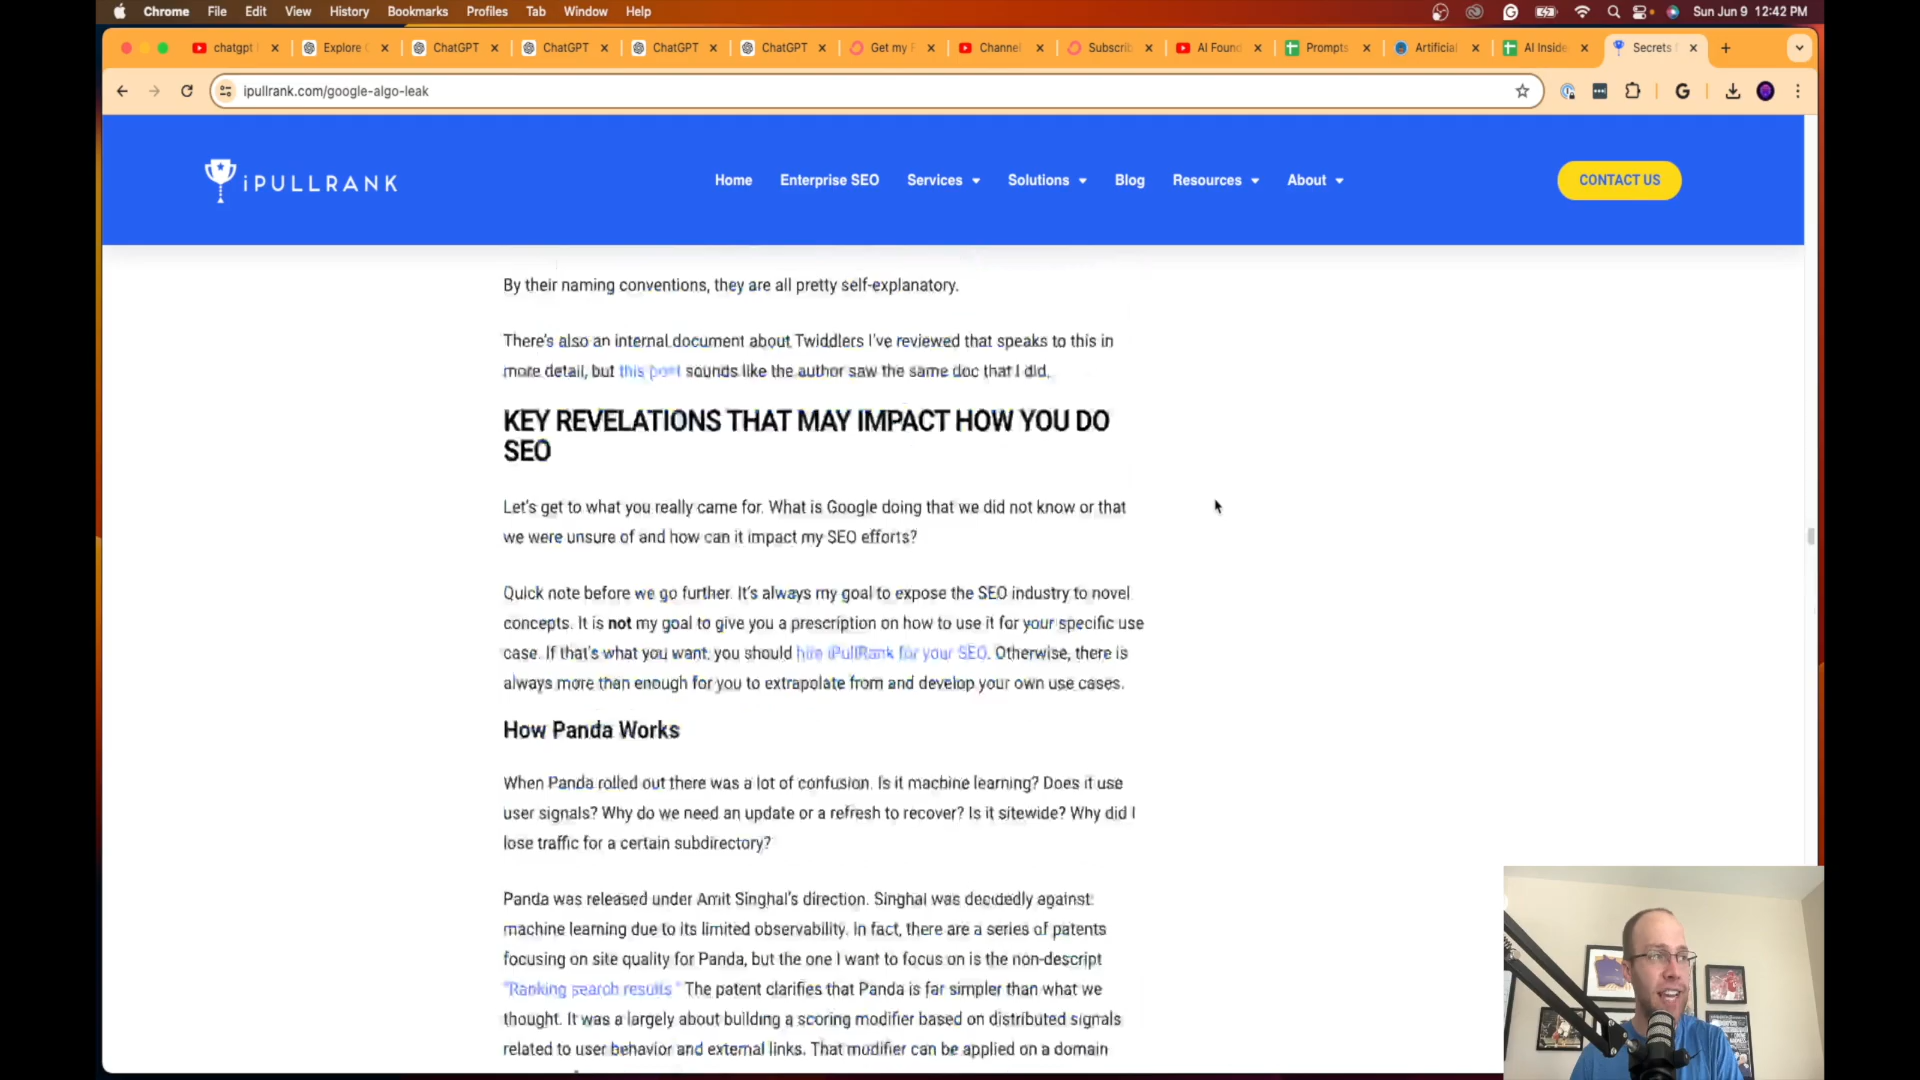 Chrome File Edit View History Bookmarks Profiles Tab Window Help Sun Jun 9 12:42 PM
chatgpt Explore ChatGPT ChatGPT ChatGPT ChatGPT Get my Channel Subscrib AI Found Prompts Artificial AI Inside Secrets
ipullrank.com/google-algo-leak
iPULLRANK Home Enterprise SEO Services Solutions Blog Resources About CONTACT US
By their naming conventions, they are all pretty self-explanatory.
There's also an internal document about Twiddlers I've reviewed that speaks to this in
more detail, but this post sounds like the author saw the same doc that I did.
KEY REVELATIONS THAT MAY IMPACT HOW YOU DO
SEO
Let's get to what you really came for. What is Google doing that we did not know or that
we were unsure of and how can it impact my SEO efforts?
Quick note before we go further. It's always my goal to expose the SEO industry to novel
concepts. It is not my goal to give you a prescription on how to use it for your specific use
case. If that's what you want, you should hire iPullRank for your SEO. Otherwise, there is
always more than enough for you to extrapolate from and develop your own use cases.
How Panda Works
When Panda rolled out there was a lot of confusion. Is it machine learning? Does it use
user signals? Why do we need an update or a refresh to recover? Is it sitewide? Why did I
lose traffic for a certain subdirectory?
Panda was released under Amit Singhal's direction. Singhal was decidedly against
machine learning due to its limited observability. In fact, there are a series of patents
focusing on site quality for Panda, but the one I want to focus on is the non-descript
"Ranking search results." The patent clarifies that Panda is far simpler than what we
thought. It was a largely about building a scoring modifier based on distributed signals
related to user behavior and external links. That modifier can be applied on a domain